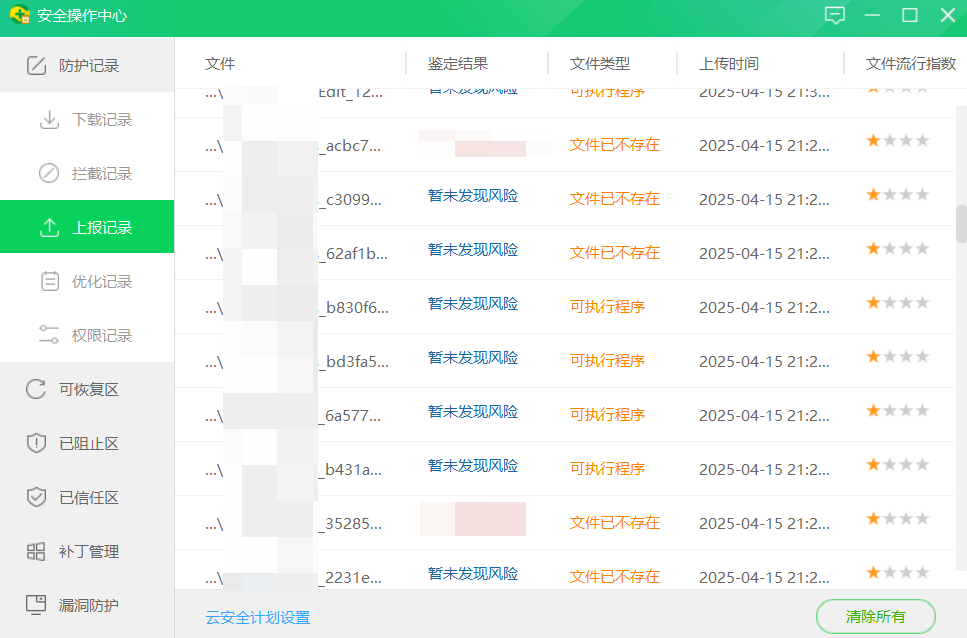 安全操作中心
防护记录
下载记录
拦截记录
上报记录
优化记录
权限记录
可恢复区
已阻止区
已信任区
补丁管理
漏洞防护
文件 鉴定结果 文件类型 上传时间 文件流行指数
...\ Edit_12... 暂未发现风险 可执行程序 2025-04-15 21:3...
...\ _acbc7... 文件已不存在 2025-04-15 21:2...
...\ _c3099... 暂未发现风险 文件已不存在 2025-04-15 21:2...
...\ _62af1b... 暂未发现风险 文件已不存在 2025-04-15 21:2...
...\ _b830f6... 暂未发现风险 可执行程序 2025-04-15 21:2...
...\ _bd3fa5... 暂未发现风险 可执行程序 2025-04-15 21:2...
...\ _6a577... 暂未发现风险 可执行程序 2025-04-15 21:2...
...\ _b431a... 暂未发现风险 可执行程序 2025-04-15 21:2...
...\ _35285... 文件已不存在 2025-04-15 21:2...
...\ _2231e... 暂未发现风险 文件已不存在 2025-04-15 21:2...
云安全计划设置 清除所有